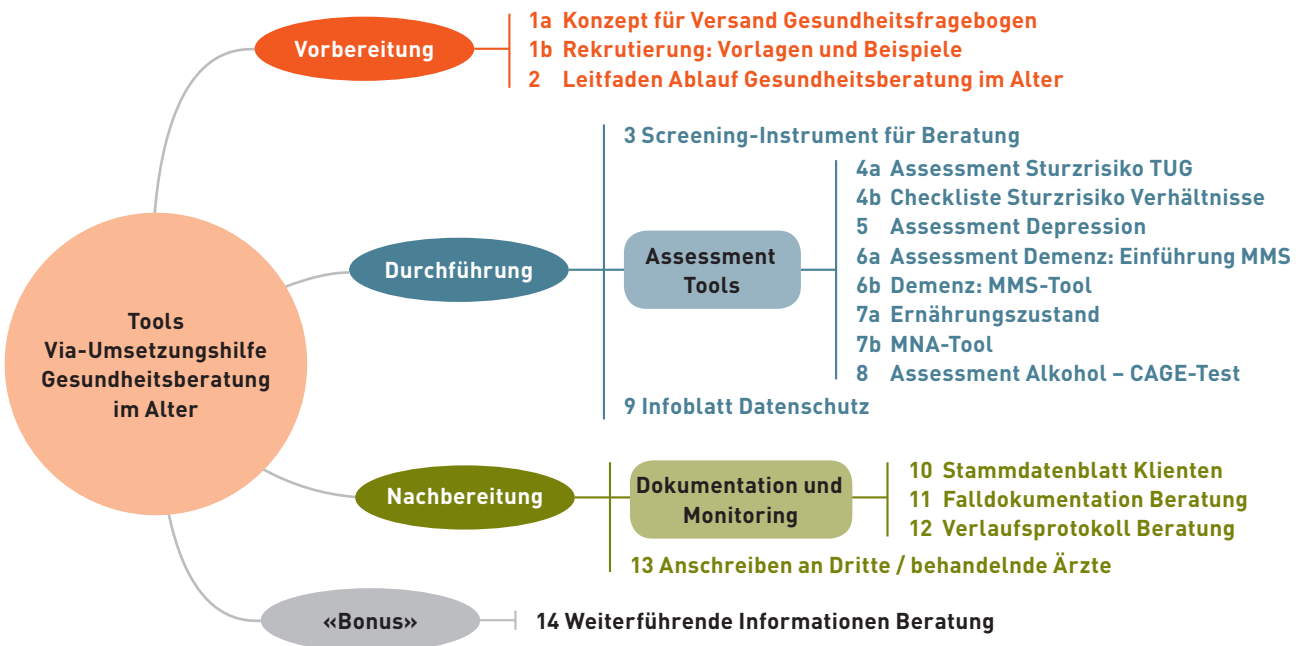 Tools
Via-Umsetzungshilfe
Gesundheitsberatung
im Alter
Vorbereitung
1a Konzept für Versand Gesundheitsfragebogen
1b Rekrutierung: Vorlagen und Beispiele
2 Leitfaden Ablauf Gesundheitsberatung im Alter
Durchführung
3 Screening-Instrument für Beratung
Assessment
Tools
4a Assessment Sturzrisiko TUG
4b Checkliste Sturzrisiko Verhältnisse
5 Assessment Depression
6a Assessment Demenz: Einführung MMS
6b Demenz: MMS-Tool
7a Ernährungszustand
7b MNA-Tool
8 Assessment Alkohol – CAGE-Test
9 Infoblatt Datenschutz
Nachbereitung
Dokumentation und
Monitoring
10 Stammdatenblatt Klienten
11 Falldokumentation Beratung
12 Verlaufsprotokoll Beratung
13 Anschreiben an Dritte / behandelnde Ärzte
«Bonus»
14 Weiterführende Informationen Beratung